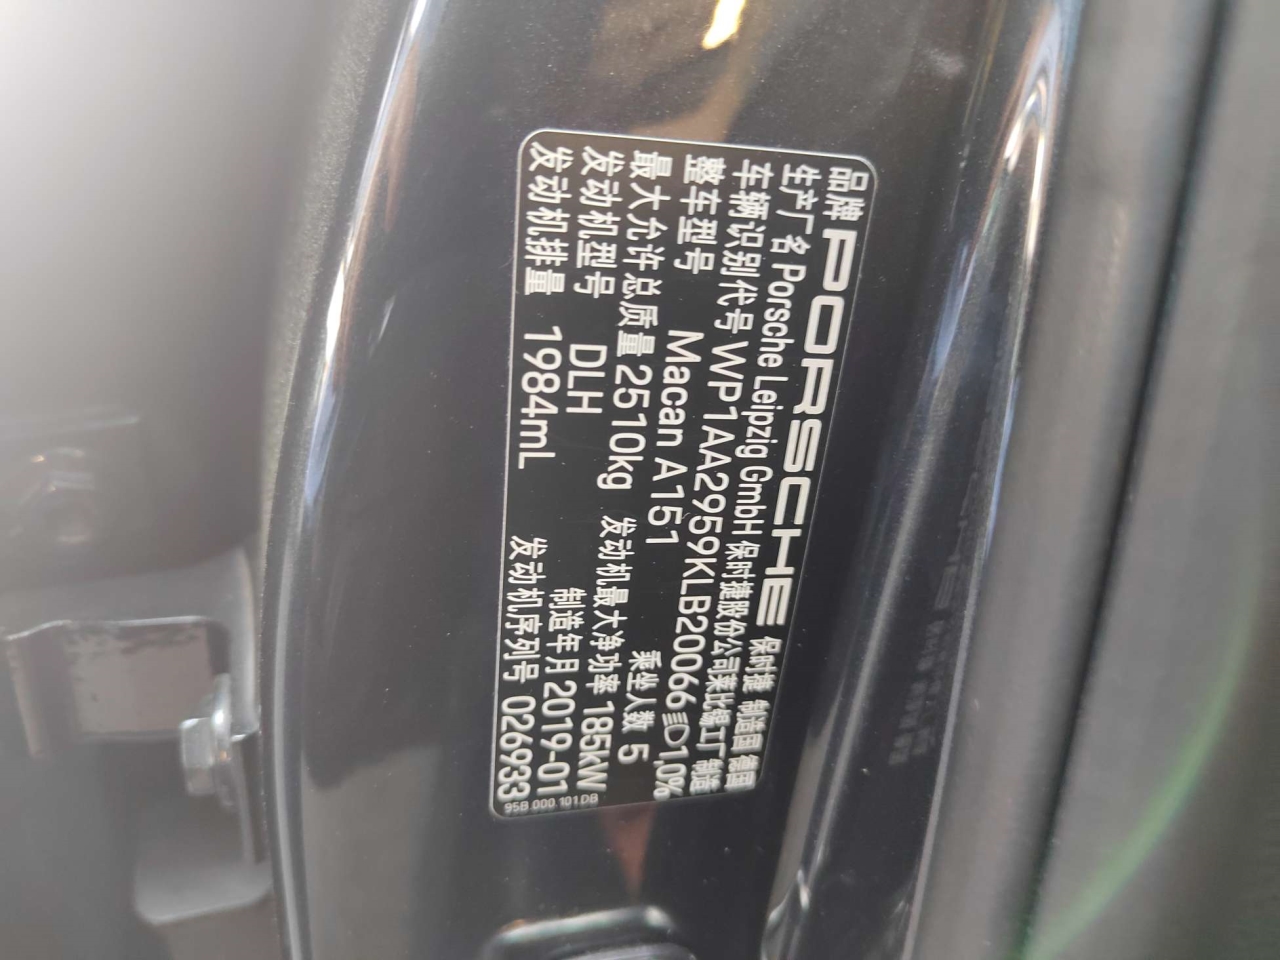 品牌 PORSCHE 保时捷 制造国 德国
生产厂名 Porsche Leipzig GmbH 保时捷股份公司莱比锡工厂 制造
车辆识别代号 WP1AA2959KLB20066 1,0%
整车型号 Macan A151 乘坐人数 5
最大允许总质量 2510kg 发动机最大净功率 185kW
发动机型号 DLH 制造年月 2019-01
发动机排量 1984mL 发动机序列号 026933
95B.000.101.DB